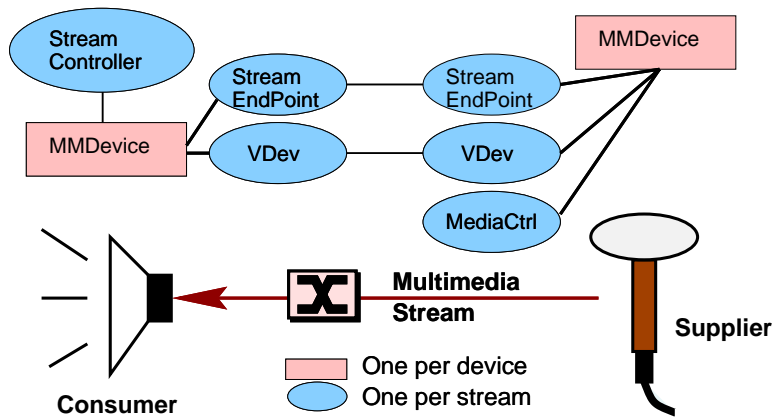 Stream
Controller
MMDevice
Stream
EndPoint
Stream
EndPoint
MMDevice
VDev
VDev
MediaCtrl
Multimedia
Stream
Supplier
Consumer
One per device
One per stream